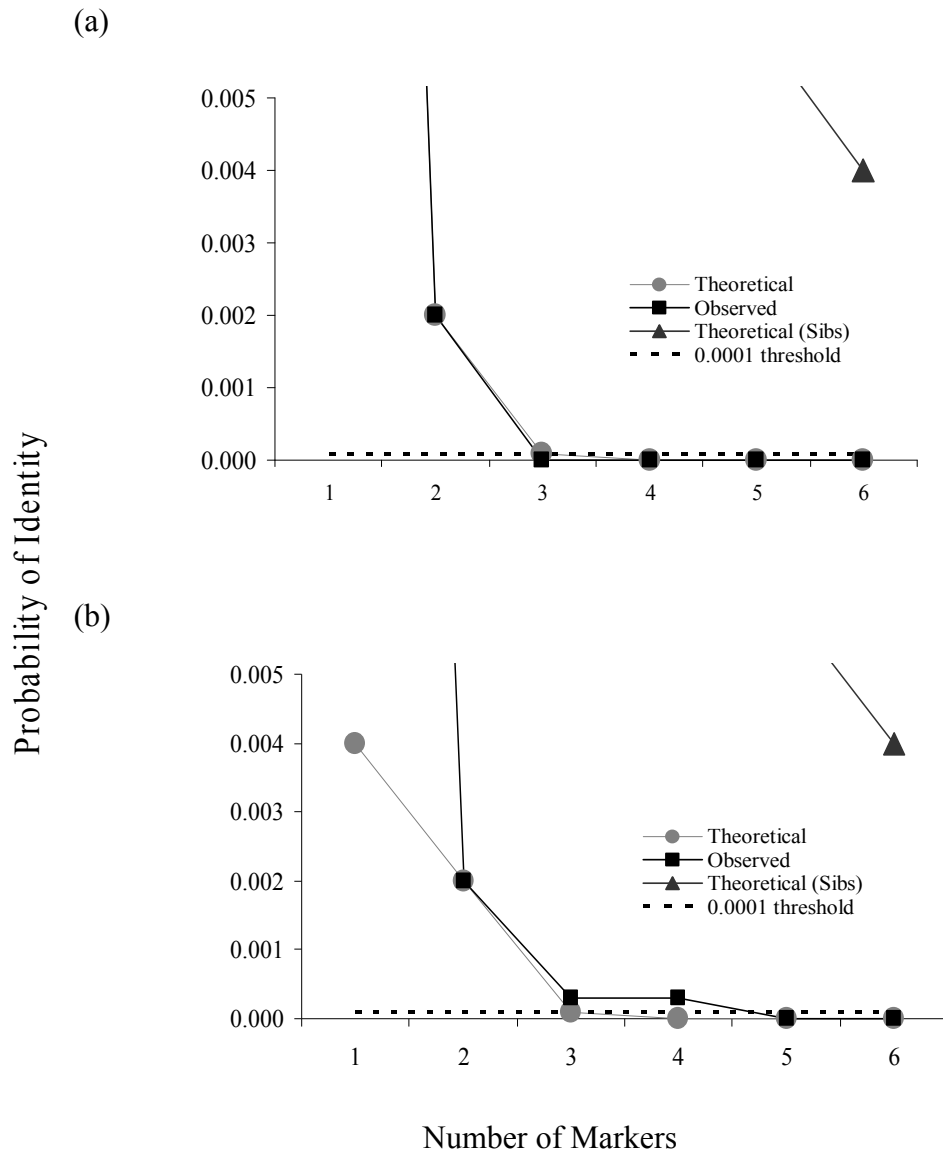 (a)
0.005
0.004
0.003
0.002
0.001
0.000
1 2 3 4 5 6
Theoretical
Observed
Theoretical (Sibs)
0.0001 threshold
Probability of Identity
(b)
0.005
0.004
0.003
0.002
0.001
0.000
1 2 3 4 5 6
Theoretical
Observed
Theoretical (Sibs)
0.0001 threshold
Number of Markers